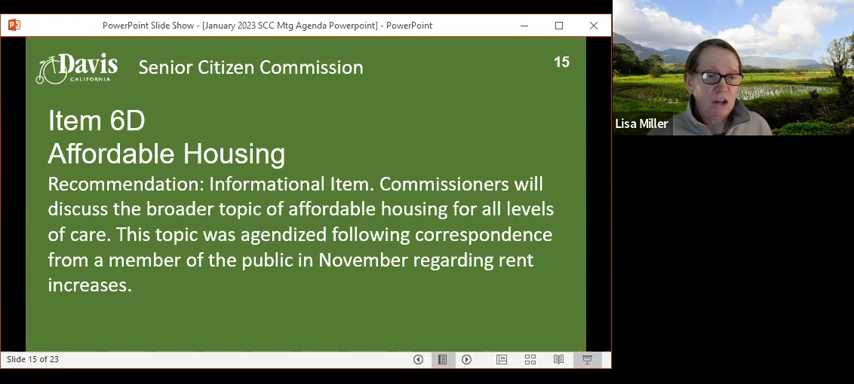 PowerPoint Slide Show - [January 2023 SCC Mtg Agenda Powerpoint] - PowerPoint
Davis
CALIFORNIA
Senior Citizen Commission
15
Item 6D
Affordable Housing
Recommendation: Informational Item. Commissioners will
discuss the broader topic of affordable housing for all levels
of care. This topic was agendized following correspondence
from a member of the public in November regarding rent
increases.
Slide 15 of 23
Lisa Miller